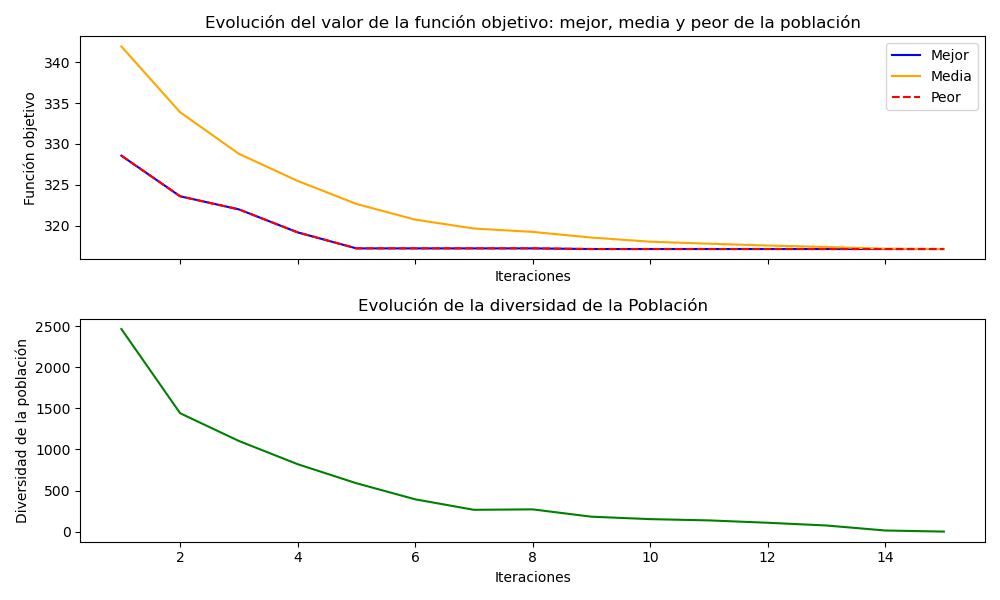 Evolución del valor de la función objetivo: mejor, media y peor de la población
Función objetivo
340
335
330
325
320
Mejor
Media
Peor
Iteraciones
Evolución de la diversidad de la Población
Diversidad de la población
2500
2000
1500
1000
500
0
2 4 6 8 10 12 14
Iteraciones